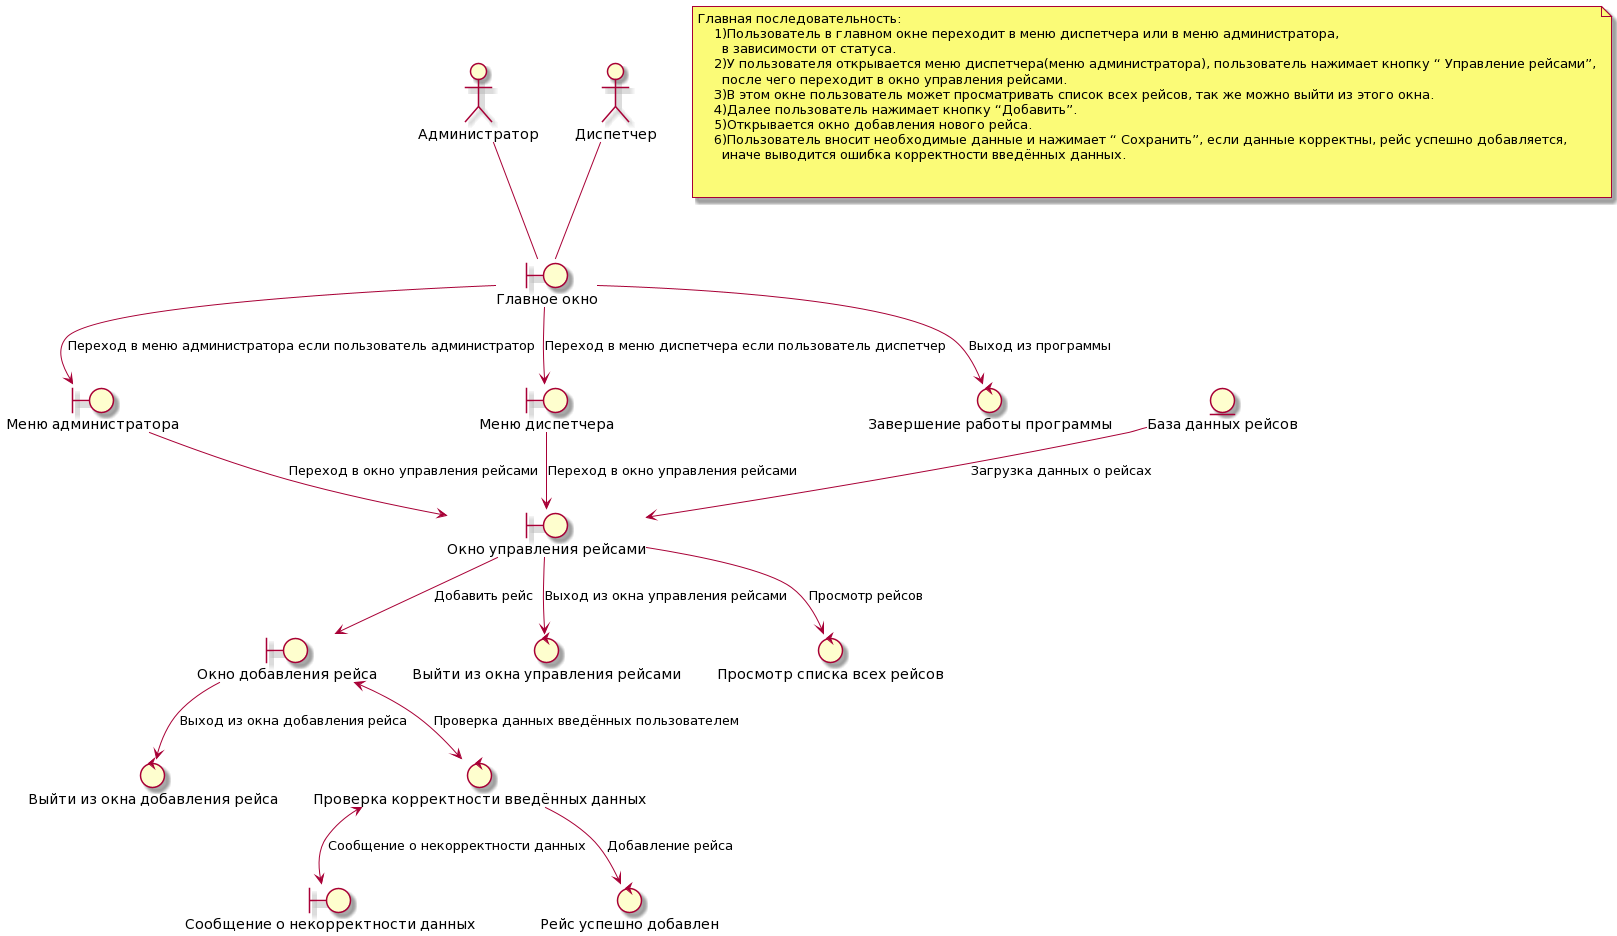 Главная последовательность:
1)Пользователь в главном окне переходит в меню диспетчера или в меню администратора,
в зависимости от статуса.
2)У пользователя открывается меню диспетчера(меню администратора), пользователь нажимает кнопку “ Управление рейсами”,
после чего переходит в окно управления рейсами.
3)В этом окне пользователь может просматривать список всех рейсов, так же можно выйти из этого окна.
4)Далее пользователь нажимает кнопку “Добавить”.
5)Открывается окно добавления нового рейса.
6)Пользователь вносит необходимые данные и нажимает “ Сохранить”, если данные корректны, рейс успешно добавляется,
иначе выводится ошибка корректности введённых данных.
Администратор
Диспетчер
Главное окно
Переход в меню администратора если пользователь администратор
Переход в меню диспетчера если пользователь диспетчер
Выход из программы
Меню администратора
Меню диспетчера
Завершение работы программы
База данных рейсов
Переход в окно управления рейсами
Переход в окно управления рейсами
Загрузка данных о рейсах
Окно управления рейсами
Добавить рейс
Выход из окна управления рейсами
Просмотр рейсов
Окно добавления рейса
Выйти из окна управления рейсами
Просмотр списка всех рейсов
Выход из окна добавления рейса
Проверка данных введённых пользователем
Выйти из окна добавления рейса
Проверка корректности введённых данных
Сообщение о некорректности данных
Добавление рейса
Сообщение о некорректности данных
Рейс успешно добавлен